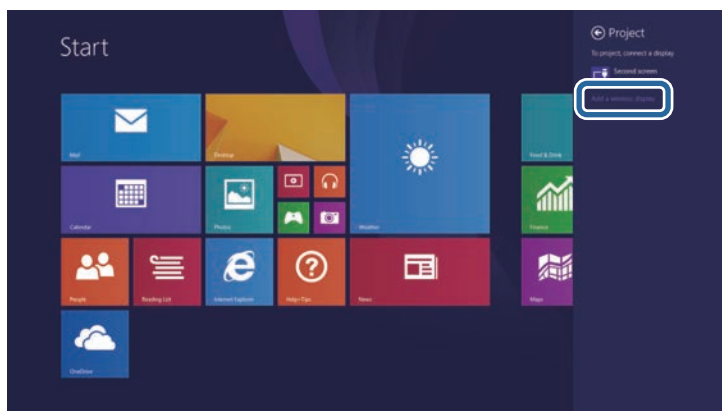 Start
Project
To project, connect a display
Second screen
Add a wireless display
Mail
Desktop
Food & Drink
Calendar
Photos
Weather
Finance
People
Reading List
Internet Explorer
Help+Tips
News
Maps
OneDrive